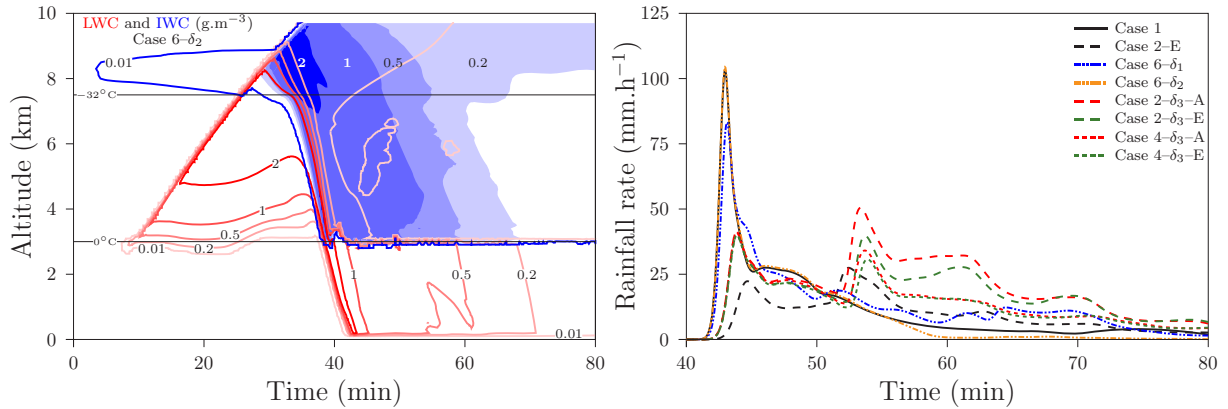 LWC and IWC (g.m⁻³)
Case 6–δ₂
10
8
6
4
2
0
Altitude (km)
0.01
−32°C
2
1
0.5
0.2
2
1
0.5
0.2
0.01
−0°C
1
0.5
0.2
0.01
0
20
40
60
80
Time (min)
125
100
75
50
25
0
Rainfall rate (mm.h⁻¹)
Case 1
Case 2–E
Case 6–δ₁
Case 6–δ₂
Case 2–δ₃–A
Case 2–δ₃–E
Case 4–δ₃–A
Case 4–δ₃–E
40
50
60
70
80
Time (min)